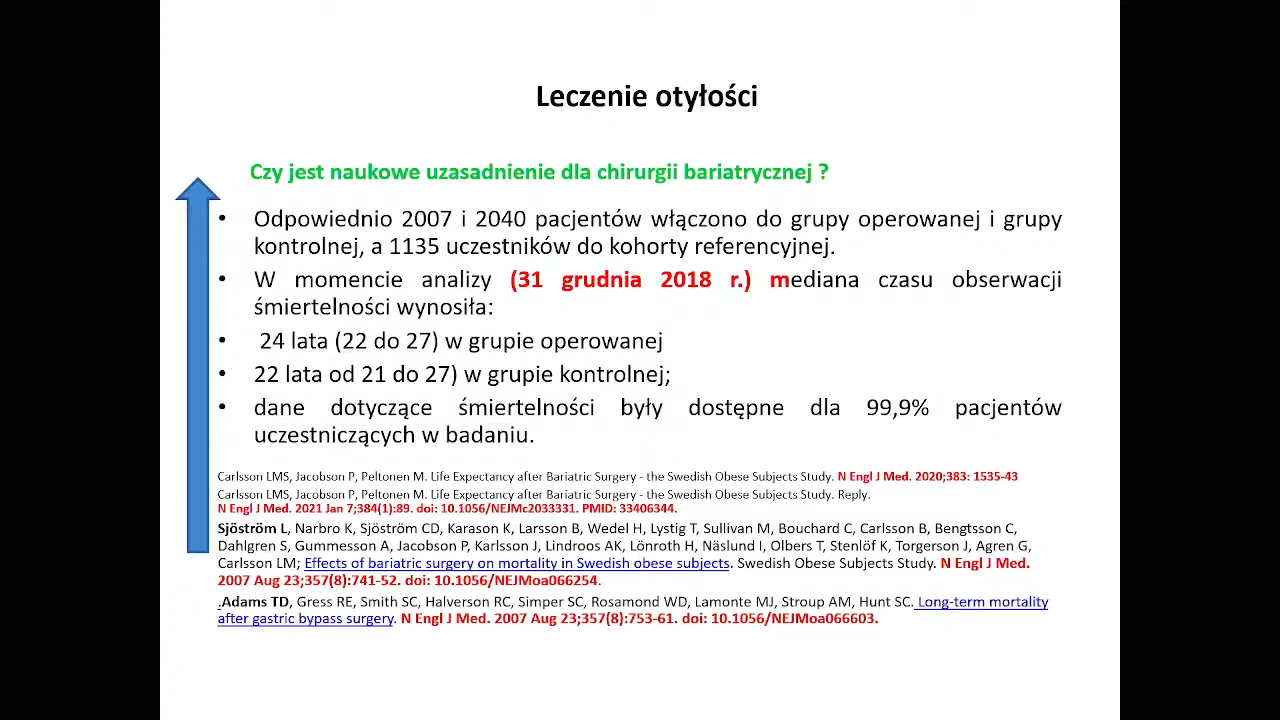 Leczenie otyłości
Czy jest naukowe uzasadnienie dla chirurgii bariatrycznej ?
• Odpowiednio 2007 i 2040 pacjentów włączono do grupy operowanej i grupy
kontrolnej, a 1135 uczestników do kohorty referencyjnej.
• W momencie analizy (31 grudnia 2018 r.) mediana czasu obserwacji
śmiertelności wynosiła:
• 24 lata (22 do 27) w grupie operowanej
• 22 lata od 21 do 27) w grupie kontrolnej;
• dane dotyczące śmiertelności były dostępne dla 99,9% pacjentów
uczestniczących w badaniu.
Carlsson LMS, Jacobson P, Peltonen M. Life Expectancy after Bariatric Surgery - the Swedish Obese Subjects Study. N Engl J Med. 2020;383: 1535-43
Carlsson LMS, Jacobson P, Peltonen M. Life Expectancy after Bariatric Surgery - the Swedish Obese Subjects Study. Reply.
N Engl J Med. 2021 Jan 7;384(1):89. doi: 10.1056/NEJMc2033331. PMID: 33406344.
Sjöström L, Narbro K, Sjöström CD, Karason K, Larsson B, Wedel H, Lystig T, Sullivan M, Bouchard C, Carlsson B, Bengtsson C,
Dahlgren S, Gummesson A, Jacobson P, Karlsson J, Lindroos AK, Lönroth H, Näslund I, Olbers T, Stenlöf K, Torgerson J, Agren G,
Carlsson LM; Effects of bariatric surgery on mortality in Swedish obese subjects. Swedish Obese Subjects Study. N Engl J Med.
2007 Aug 23;357(8):741-52. doi: 10.1056/NEJMoa066254.
.Adams TD, Gress RE, Smith SC, Halverson RC, Simper SC, Rosamond WD, Lamonte MJ, Stroup AM, Hunt SC. Long-term mortality
after gastric bypass surgery. N Engl J Med. 2007 Aug 23;357(8):753-61. doi: 10.1056/NEJMoa066603.